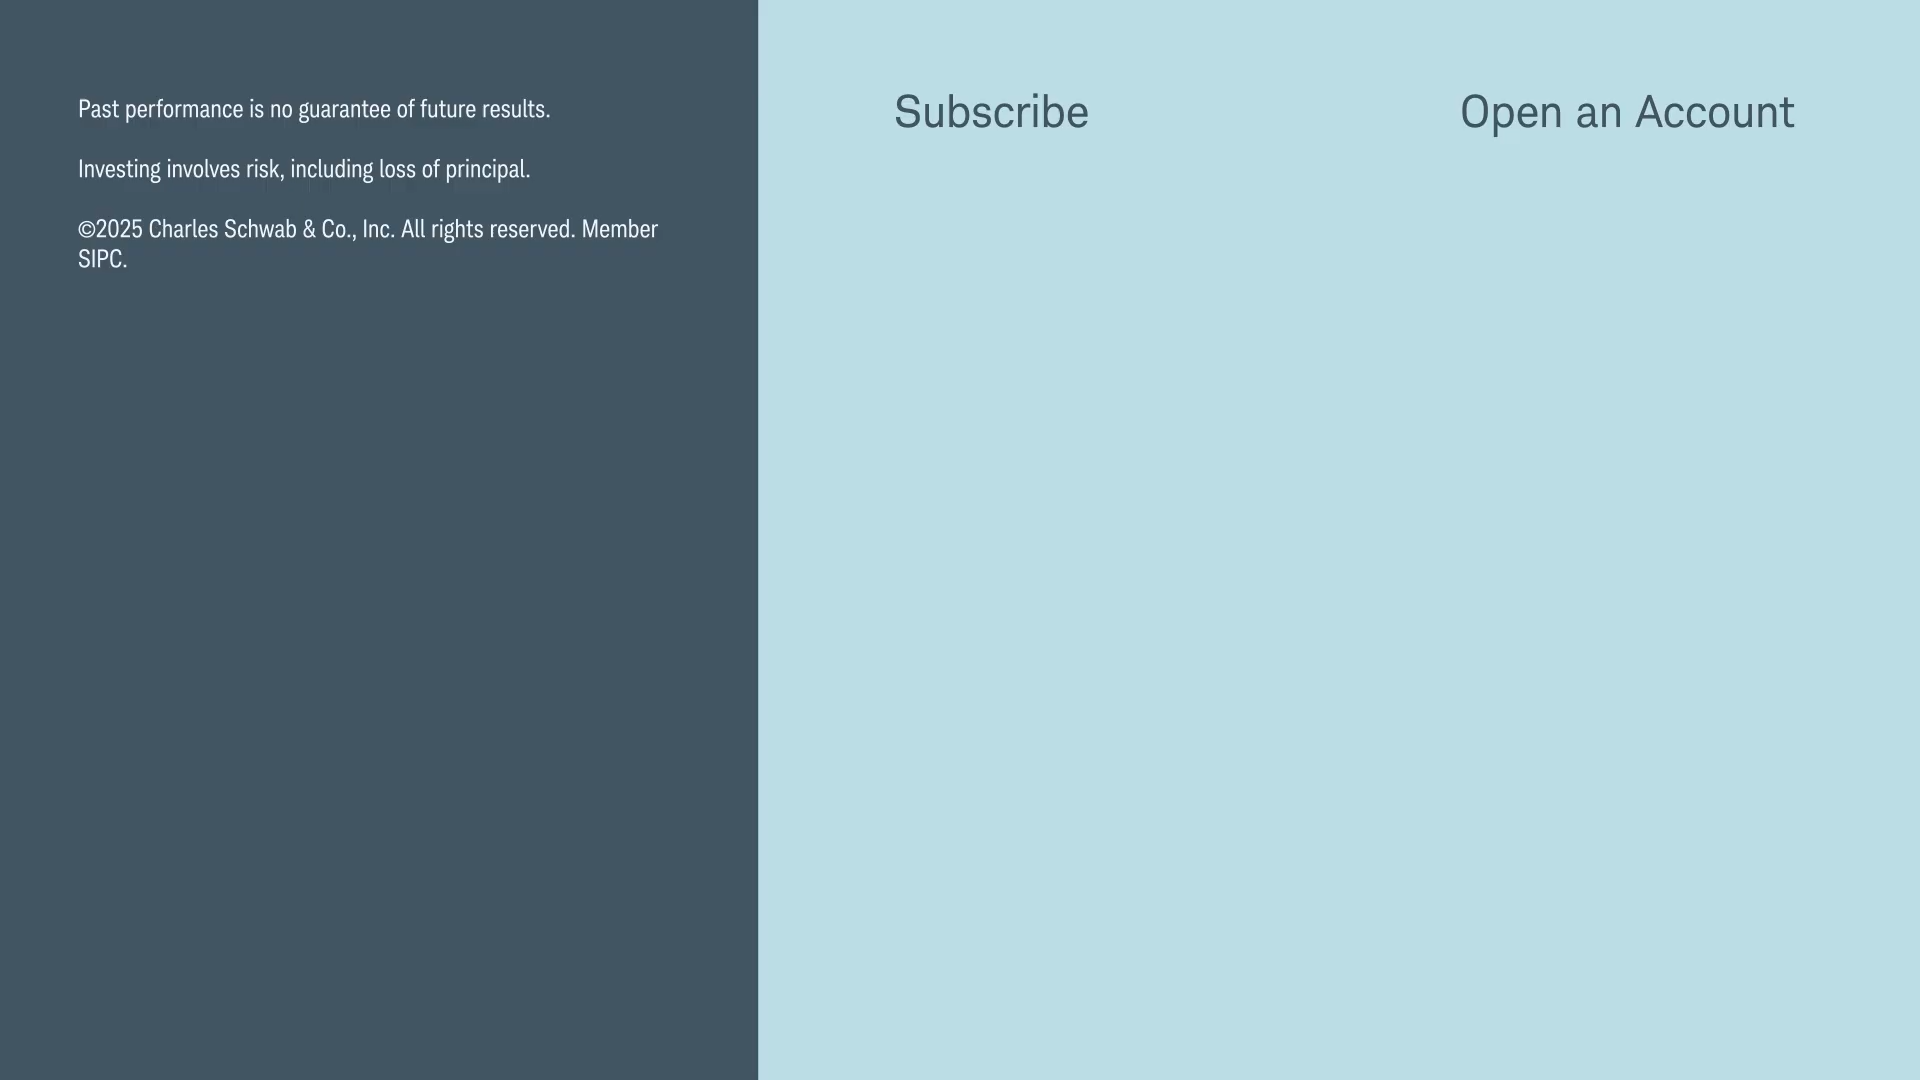 Past performance is no guarantee of future results.
Investing involves risk, including loss of principal.
©2025 Charles Schwab & Co., Inc. All rights reserved. Member
SIPC.
Subscribe
Open an Account